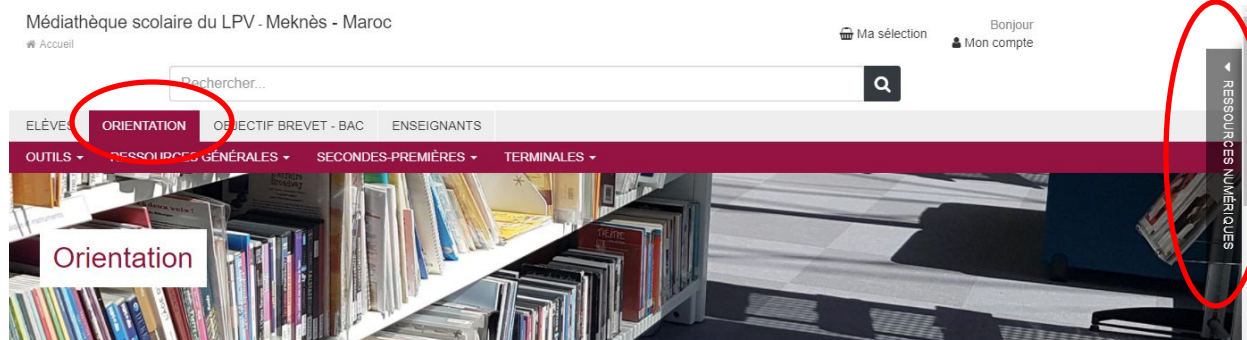 Médiathèque scolaire du LPV - Meknès - Maroc
Accueil
Ma sélection
Bonjour
Mon compte
Rechercher...
ELÈVES ORIENTATION OBJECTIF BREVET - BAC ENSEIGNANTS
OUTILS RESSOURCES GÉNÉRALES SECONDES-PREMIÈRES TERMINALES
RESSOURCES NUMÉRIQUES
Orientation
THÉÂTRE